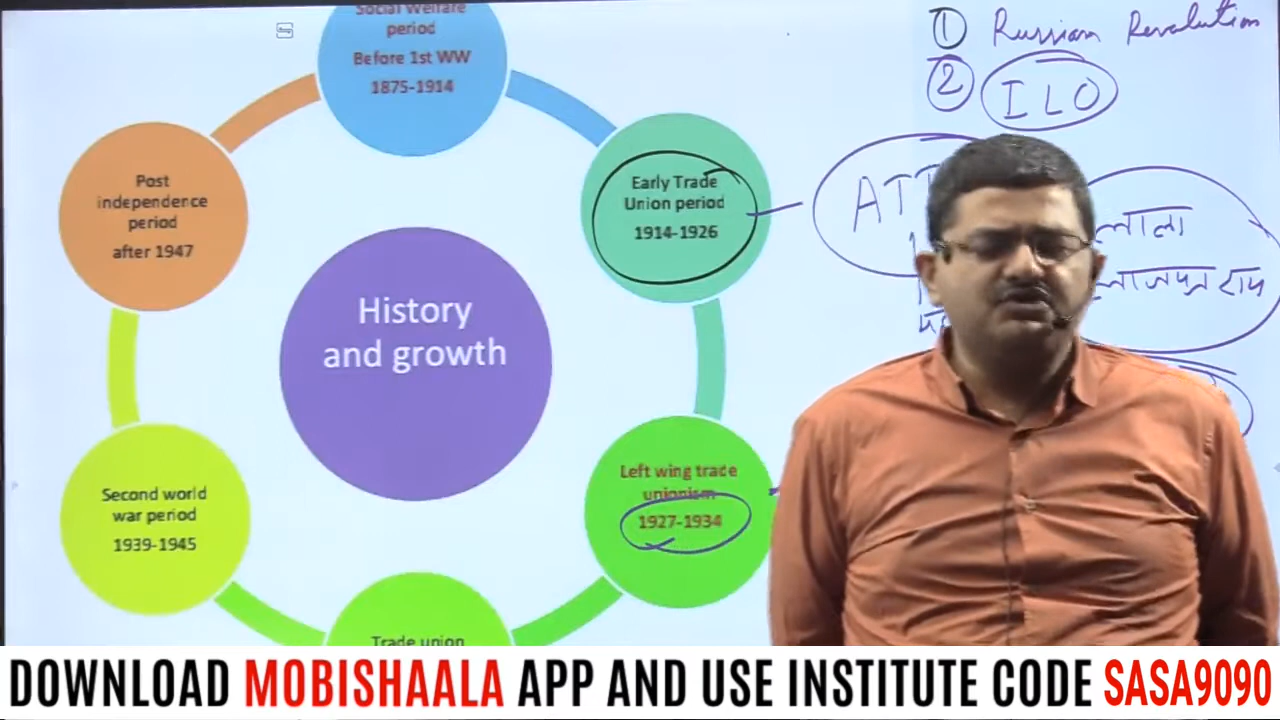 Social Welfare
period
Before 1st WW
1875-1914
Early Trade
Union period
1914-1926
Left wing trade
unionism
1927-1934
Trade union
Second world
war period
1939-1945
Post
independence
period
after 1947
History
and growth
① Russian Revolution
② ILO
लाला
DOWNLOAD MOBISHAALA APP AND USE INSTITUTE CODE SASA9090